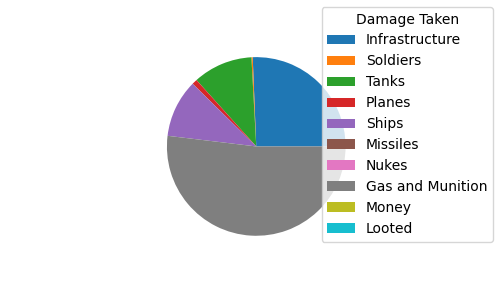 Damage Taken
Infrastructure
Soldiers
Tanks
Planes
Ships
Missiles
Nukes
Gas and Munition
Money
Looted